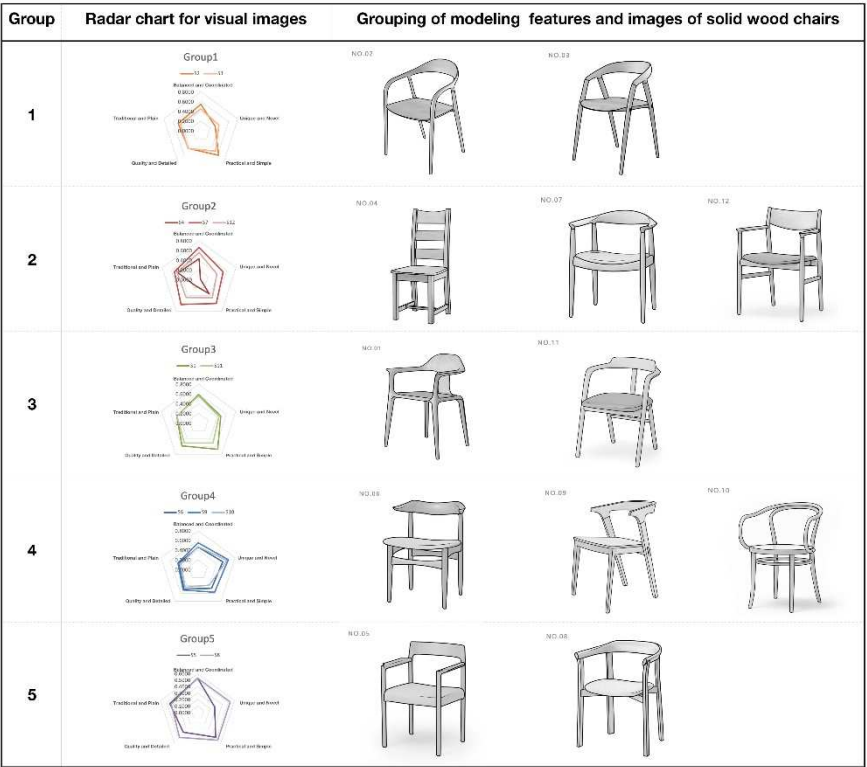 Group Radar chart for visual images Grouping of modeling features and images of solid wood chairs
1
Group1
Balanced and Coordinated
Traditional and Plain
Unique and Novel
Quality and Detailed
Practical and Simple
NO.02
NO.03
2
Group2
Balanced and Coordinated
Traditional and Plain
Unique and Novel
Quality and Detailed
Practical and Simple
NO.04
NO.07
NO.12
3
Group3
Balanced and Coordinated
Traditional and Plain
Unique and Novel
Quality and Detailed
Practical and Simple
NO.01
NO.11
4
Group4
Balanced and Coordinated
Traditional and Plain
Unique and Novel
Quality and Detailed
Practical and Simple
NO.09
NO.10
5
Group5
Balanced and Coordinated
Traditional and Plain
Unique and Novel
Quality and Detailed
Practical and Simple
NO.05